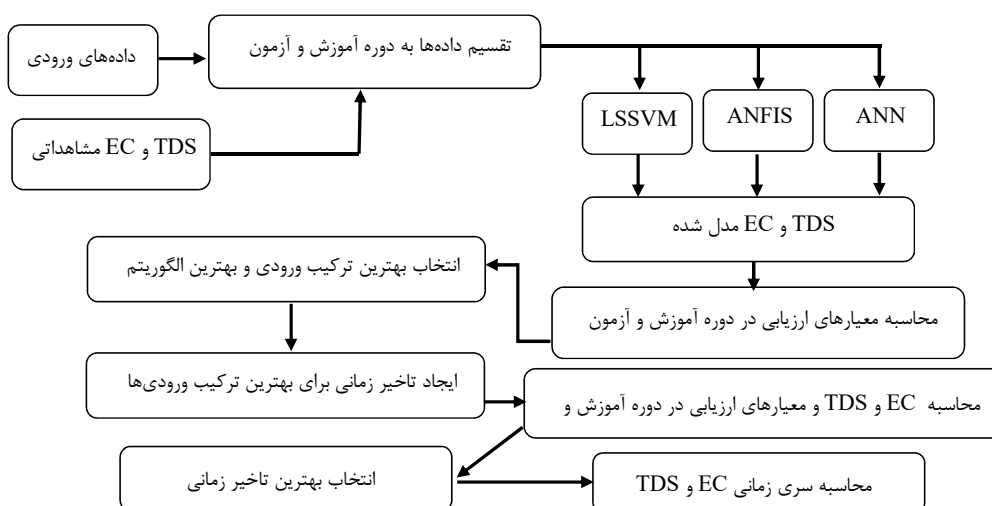 داده‌های ورودی
تقسیم داده‌ها به دوره آموزش و آزمون
TDS و EC مشاهداتی
LSSVM
ANFIS
ANN
TDS و EC مدل شده
محاسبه معیارهای ارزیابی در دوره آموزش و آزمون
انتخاب بهترین ترکیب ورودی و بهترین الگوریتم
ایجاد تاخیر زمانی برای بهترین ترکیب ورودی‌ها
محاسبه EC و TDS و معیارهای ارزیابی در دوره آموزش و
انتخاب بهترین تاخیر زمانی
محاسبه سری زمانی EC و TDS